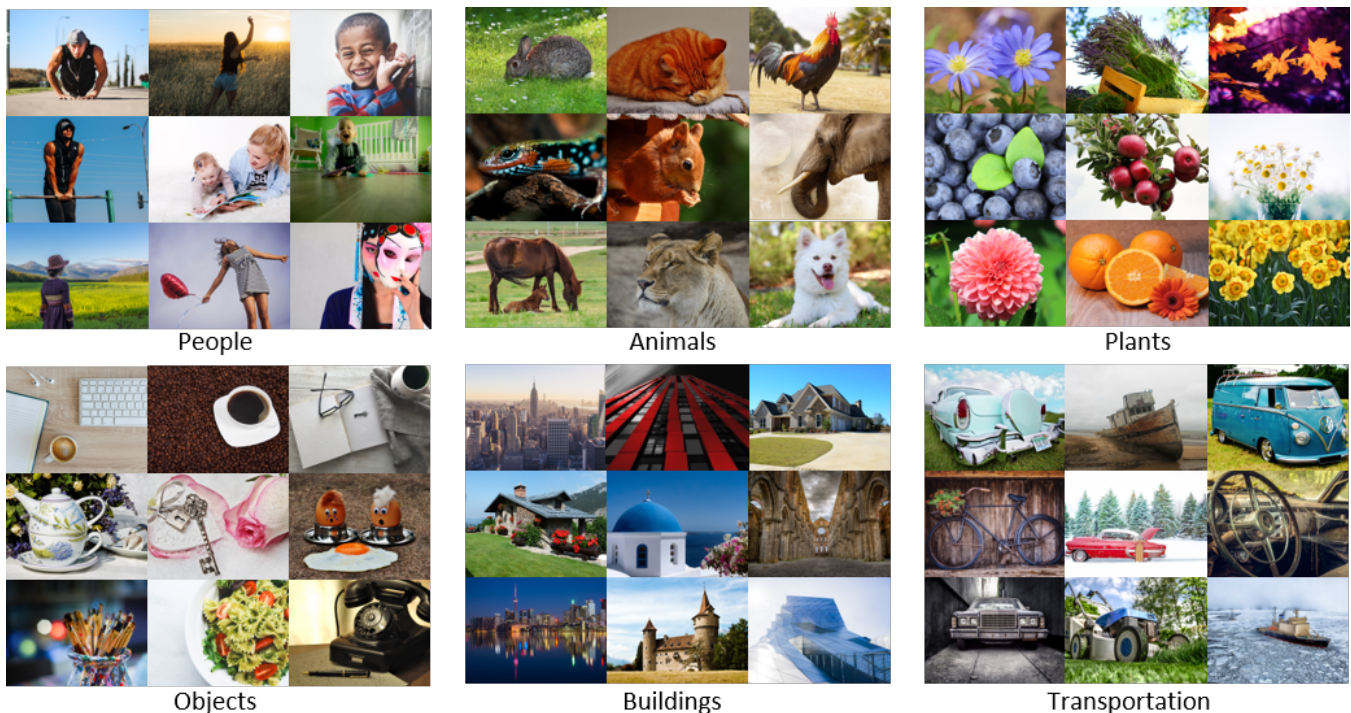 People
Animals
Plants
Objects
Buildings
Transportation